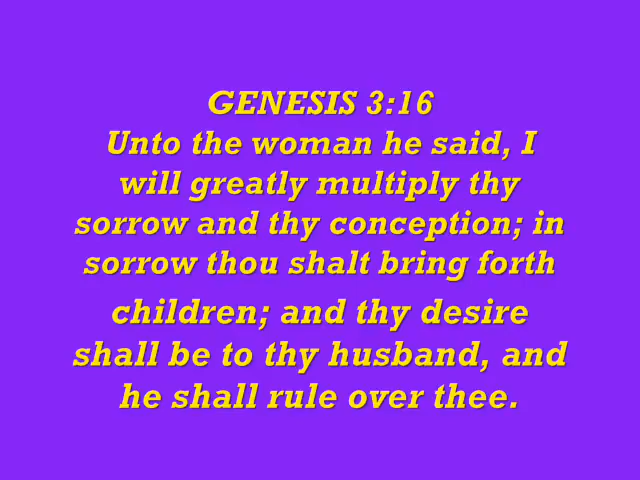 GENESIS 3:16
Unto the woman he said, I
will greatly multiply thy
sorrow and thy conception; in
sorrow thou shalt bring forth
children; and thy desire
shall be to thy husband, and
he shall rule over thee.